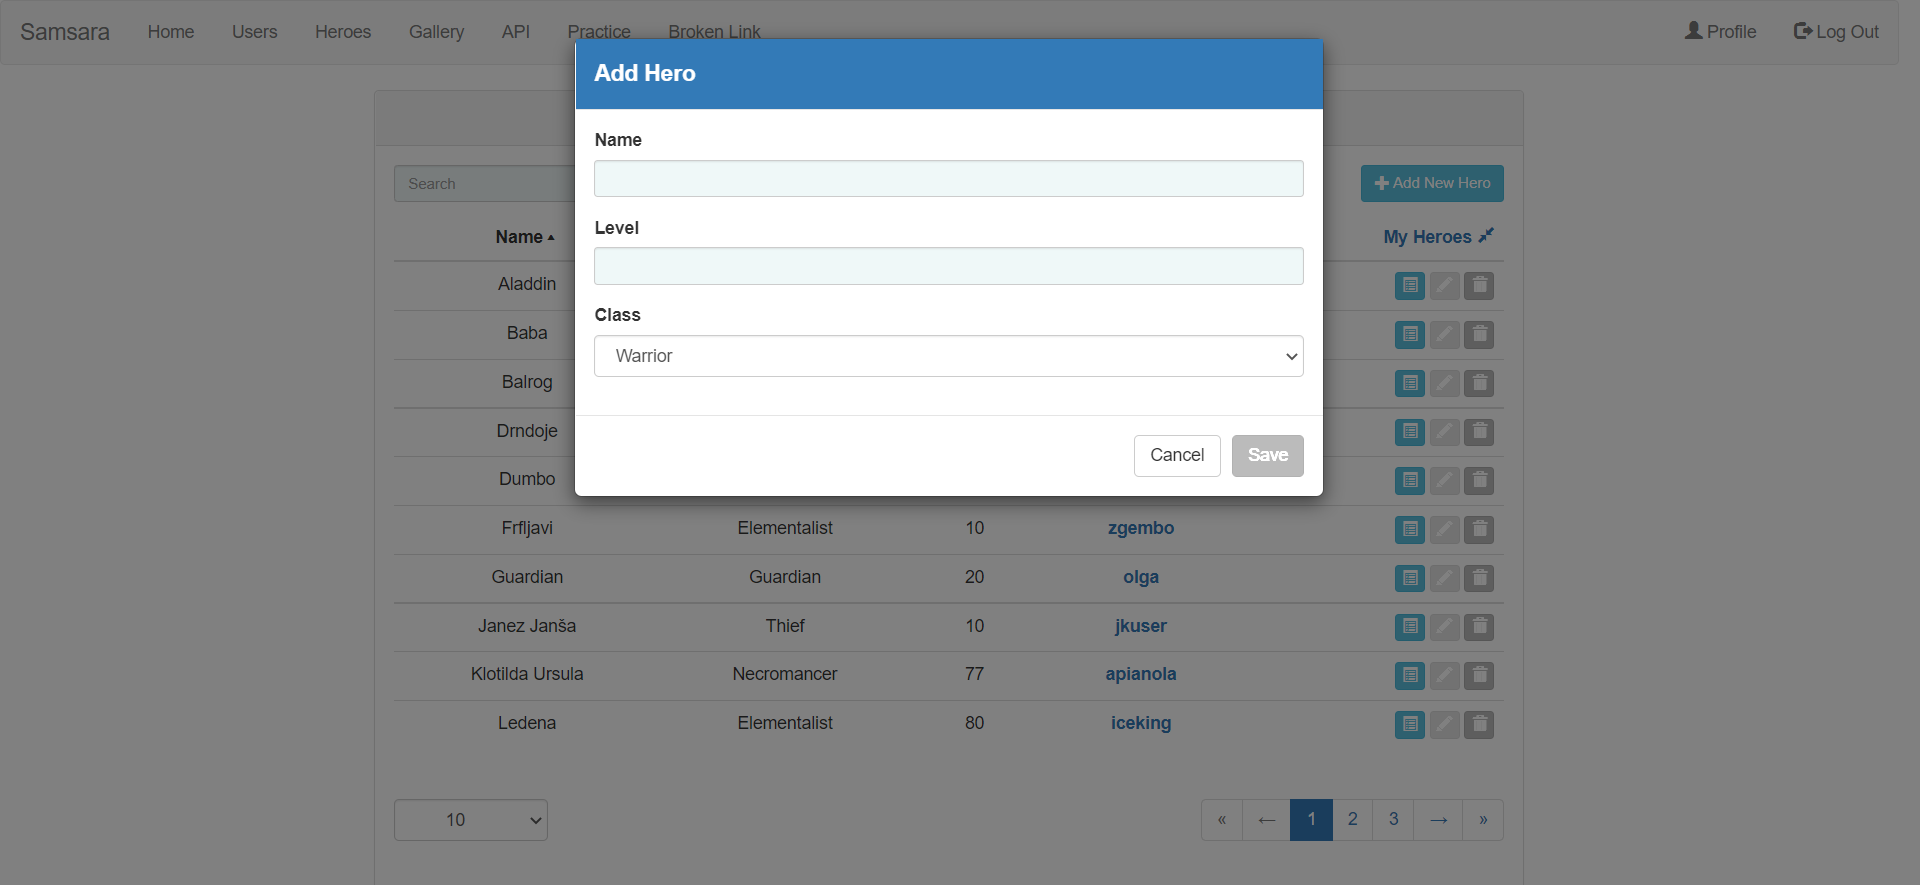 Samsara Home Users Heroes Gallery API Practice Broken Link Profile Log Out
Add Hero
Name
Level
Class
Warrior
Cancel Save
Search Add New Hero
Name My Heroes
Aladdin
Baba
Balrog
Drndoje
Dumbo
Frfljavi Elementalist 10 zgembo
Guardian Guardian 20 olga
Janez Janša Thief 10 jkuser
Klotilda Ursula Necromancer 77 apianola
Ledena Elementalist 80 iceking
10 « ← 1 2 3 → »